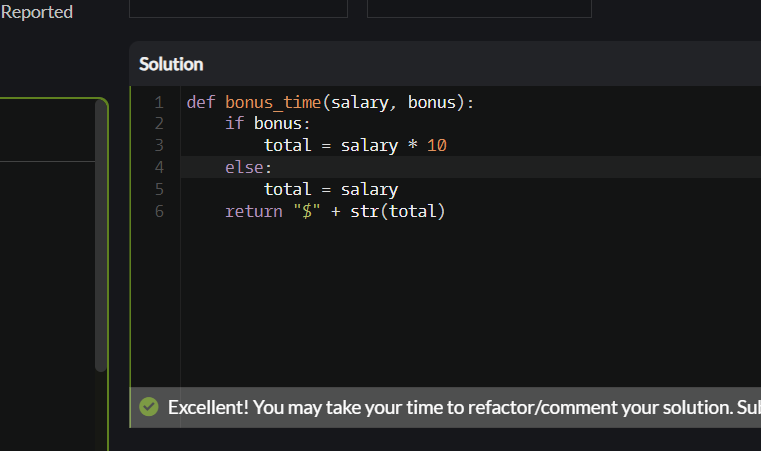 Reported
Solution
1 def bonus_time(salary, bonus):
2     if bonus:
3         total = salary * 10
4     else:
5         total = salary
6     return "$" + str(total)
Excellent! You may take your time to refactor/comment your solution.